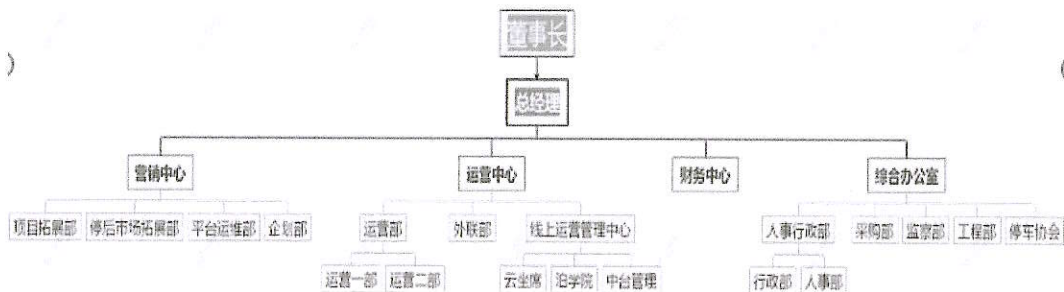 董事长
总经理
营销中心 运营中心 财务中心 综合办公室
项目拓展部 停后市场拓展部 平台运维部 企划部 运营部 外联部 线上运营管理中心 人事行政部 采购部 监察部 工程部 停车协会
运营一部 运营二部 云坐席 泊学院 中台管理 行政部 人事部